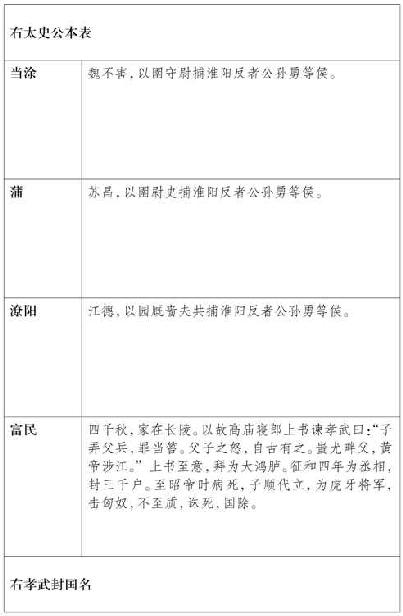 右太史公本表
当涂
魏不害，以圉守尉捕淮阳反者公孙勇等侯。
蒲
苏昌，以圉尉史捕淮阳反者公孙勇等侯。
潦阳
江德，以园厩啬夫共捕淮阳反者公孙勇等侯。
富民
田千秋，家在长陵。以故高庙寝郎上书谏孝武曰：“子
弄父兵，罪当笞。父子之怒，自古有之。蚩尤畔父，黄
帝涉江。”上书至意，拜为大鸿胪。征和四年为丞相，
封三千户。至昭帝时病死，子顺代立，为虎牙将军，
击匈奴，不至质，诛死，国除。
右孝武封国名